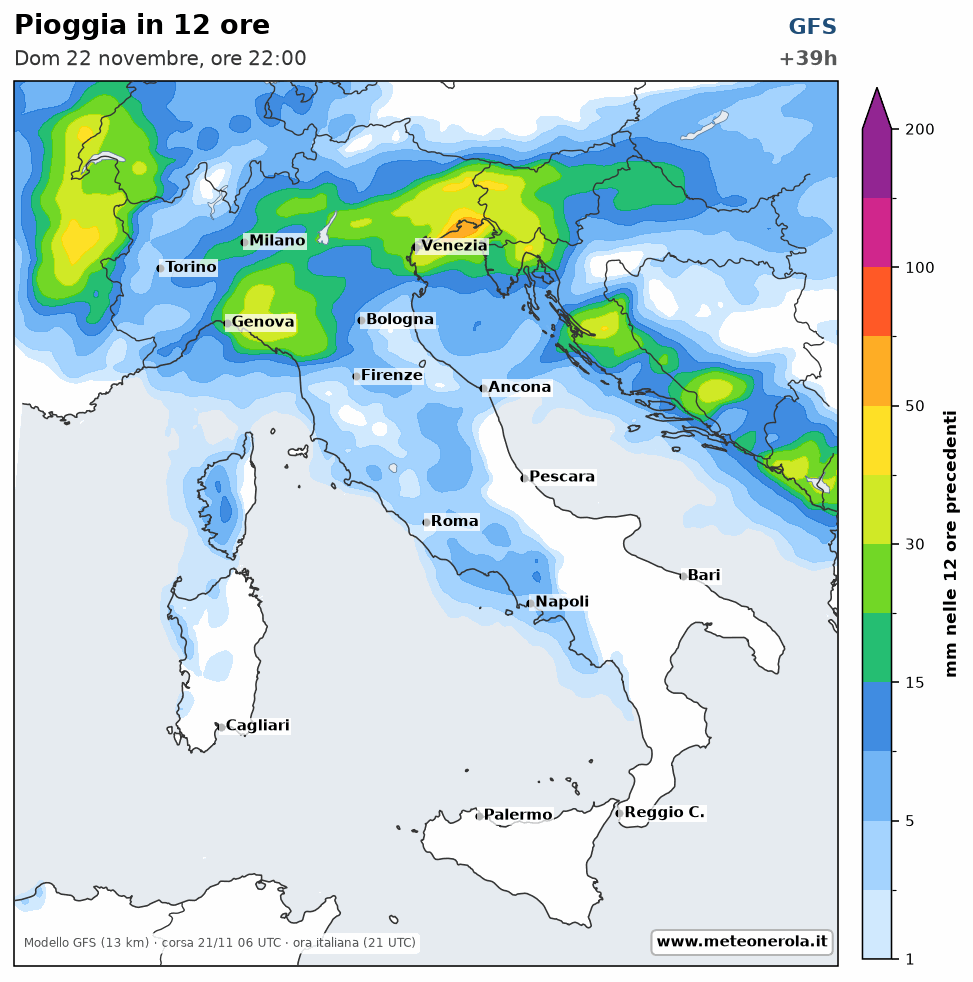 Pioggia in 12 ore
GFS
Dom 22 novembre, ore 22:00
+39h
200
100
50
30
15
5
1
mm nelle 12 ore precedenti
Milano
Venezia
Torino
Genova
Bologna
Firenze
Ancona
Pescara
Roma
Bari
Napoli
Cagliari
Palermo
Reggio C.
Modello GFS (13 km) · corsa 21/11 06 UTC · ora italiana (21 UTC)
www.meteonerola.it